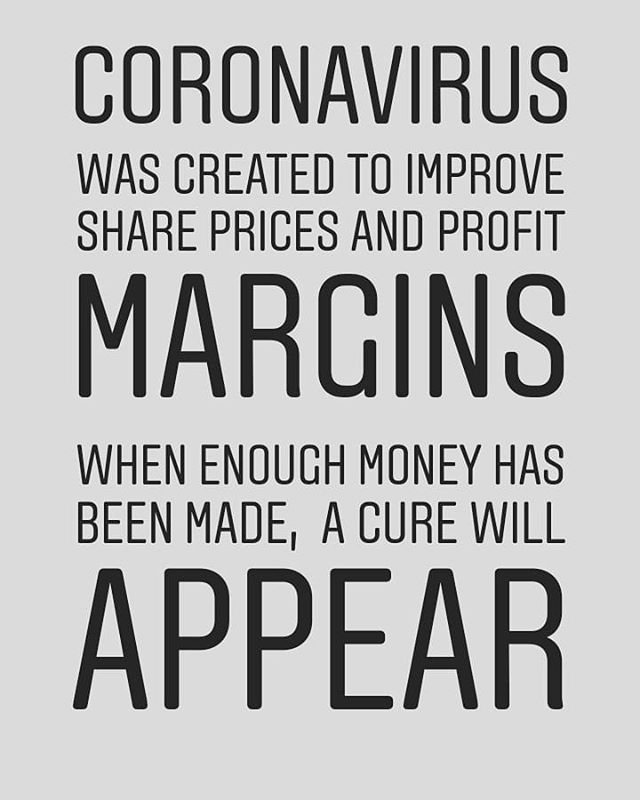 CORONAVIRUS
WAS CREATED TO IMPROVE
SHARE PRICES AND PROFIT
MARGINS
WHEN ENOUGH MONEY HAS
BEEN MADE, A CURE WILL
APPEAR